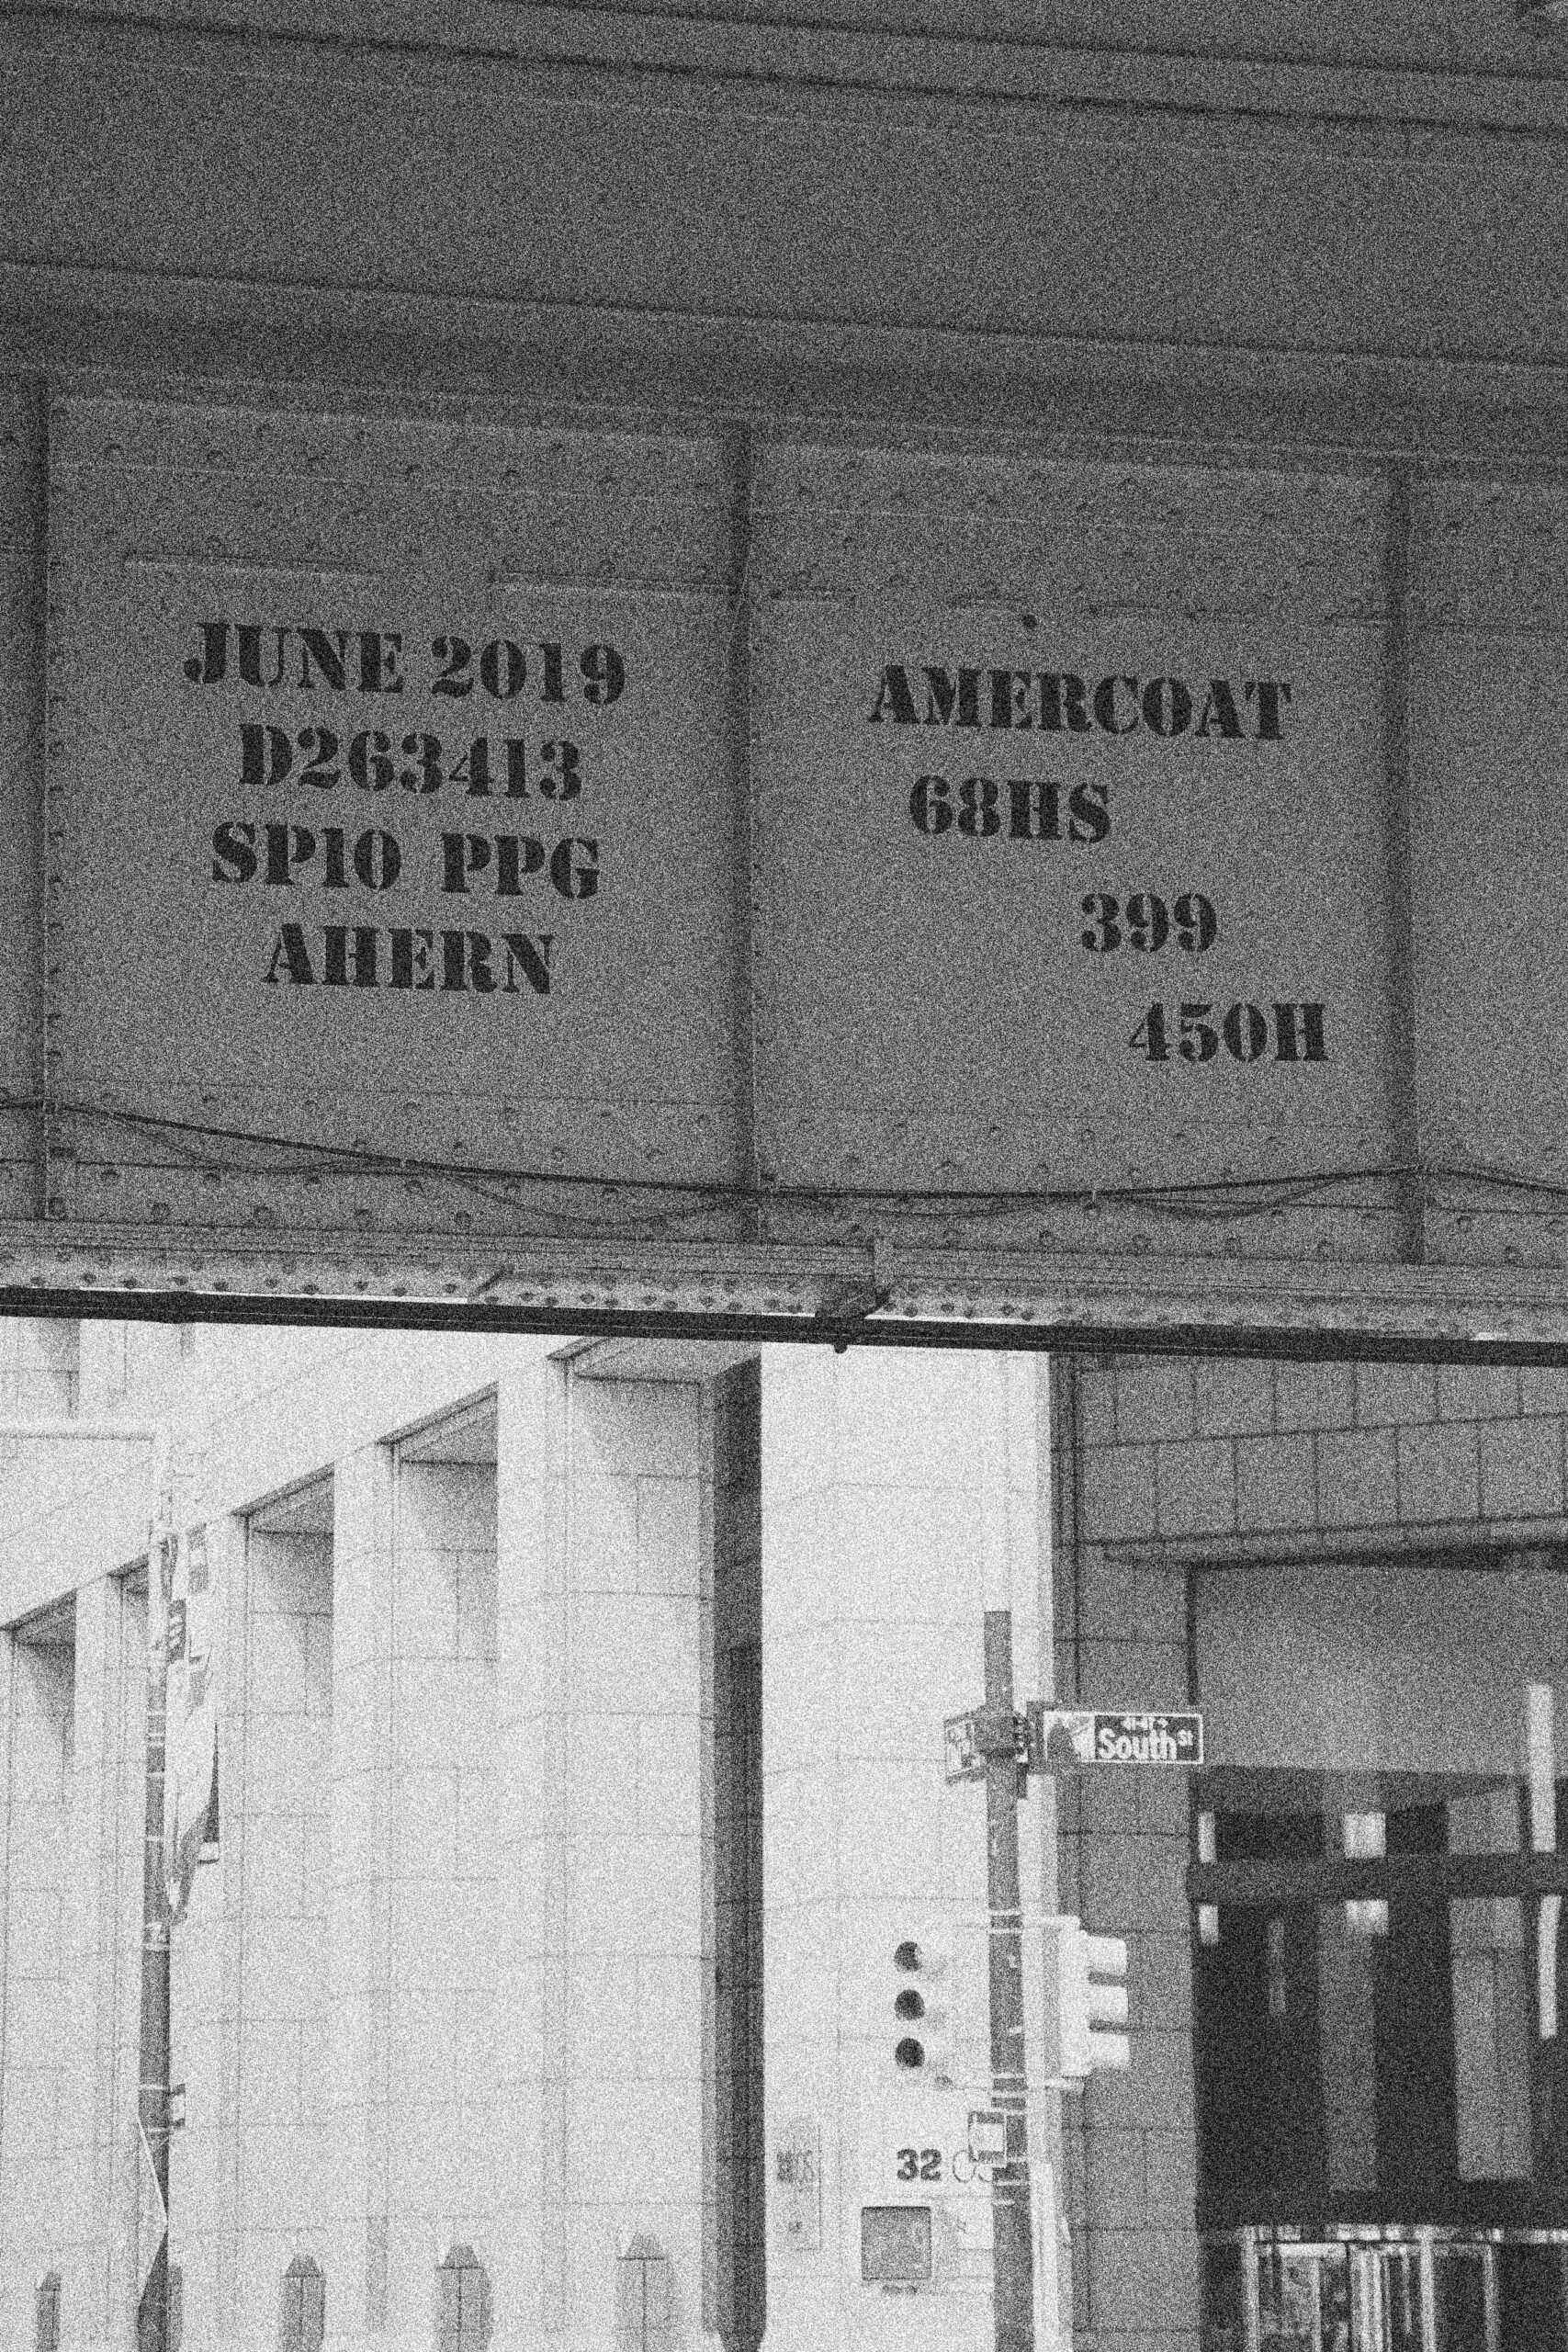 JUNE 2019
D263413
SP10 PPG
AHERN
AMERCOAT
68HS
399
450H
South St
32